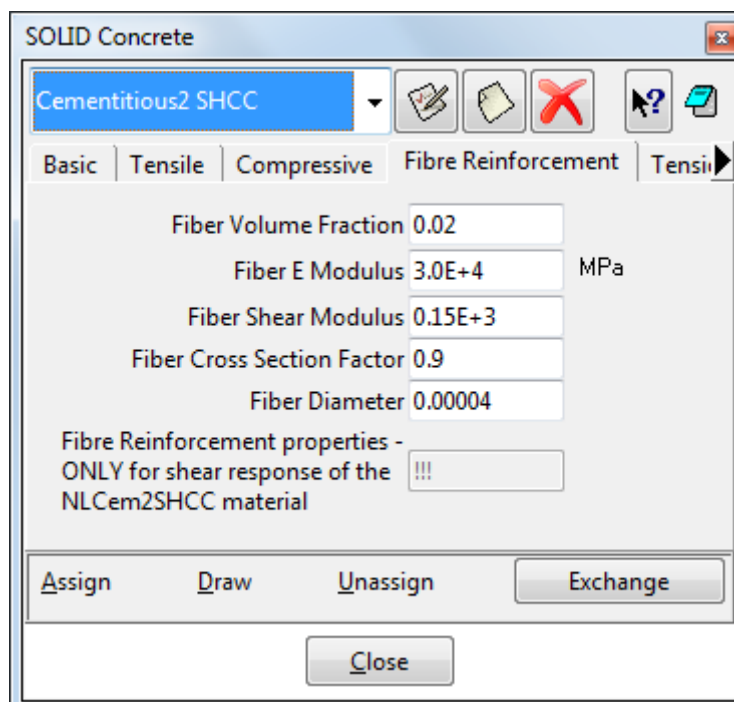 SOLID Concrete
Cementitious2 SHCC
Basic Tensile Compressive Fibre Reinforcement Tensi
Fiber Volume Fraction 0.02
Fiber E Modulus 3.0E+4 MPa
Fiber Shear Modulus 0.15E+3
Fiber Cross Section Factor 0.9
Fiber Diameter 0.00004
Fibre Reinforcement properties -
ONLY for shear response of the !!!
NLCem2SHCC material
Assign Draw Unassign Exchange
Close